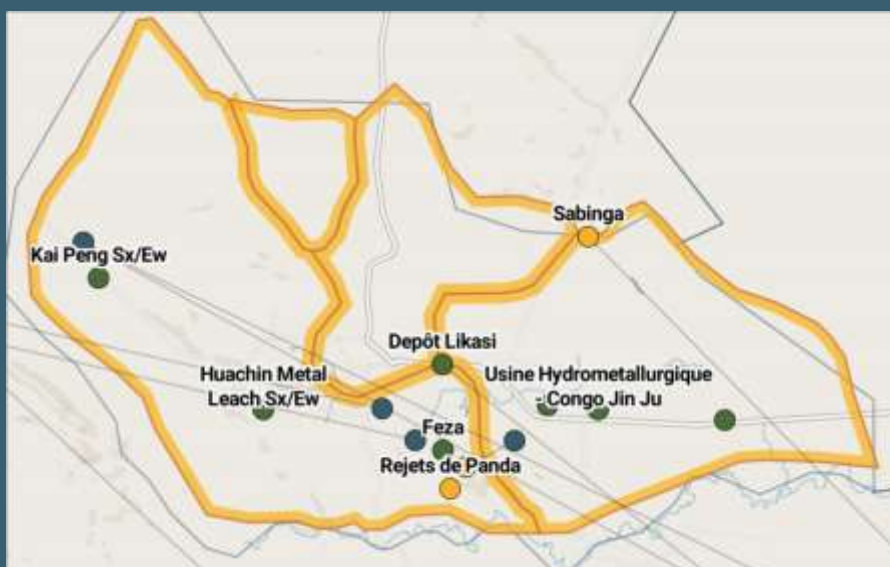 Sabinga
Kai Peng Sx/Ew
Depôt Likasi
Huachin Metal
Leach Sx/Ew
Usine Hydrometallurgique
- Congo Jin Ju
Feza
Rejets de Panda